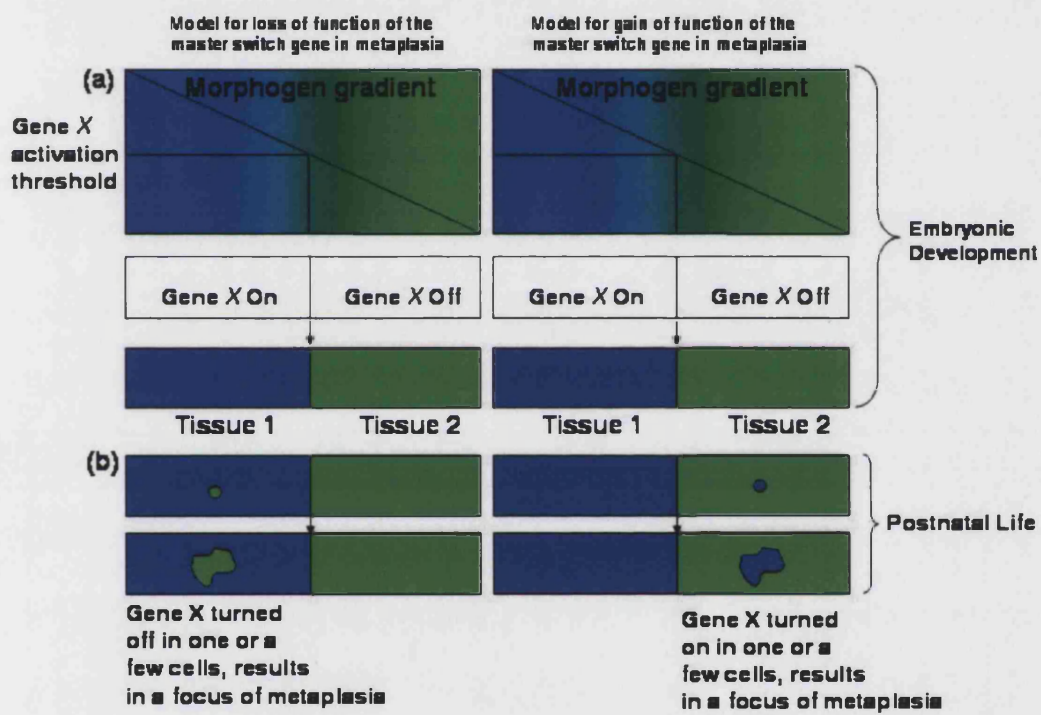 Model for loss of function of the
master switch gene in metaplasia
Model for gain of function of the
master switch gene in metaplasia
(a)
Morphogen gradient
Morphogen gradient
Gene X
activation
threshold
Embryonic
Development
Gene X On
Gene X Off
Gene X On
Gene X Off
Tissue 1
Tissue 2
Tissue 1
Tissue 2
(b)
Postnatal Life
Gene X turned
off in one or a
few cells, results
in a focus of metaplasia
Gene X turned
on in one or a
few cells, results
in a focus of metaplasia